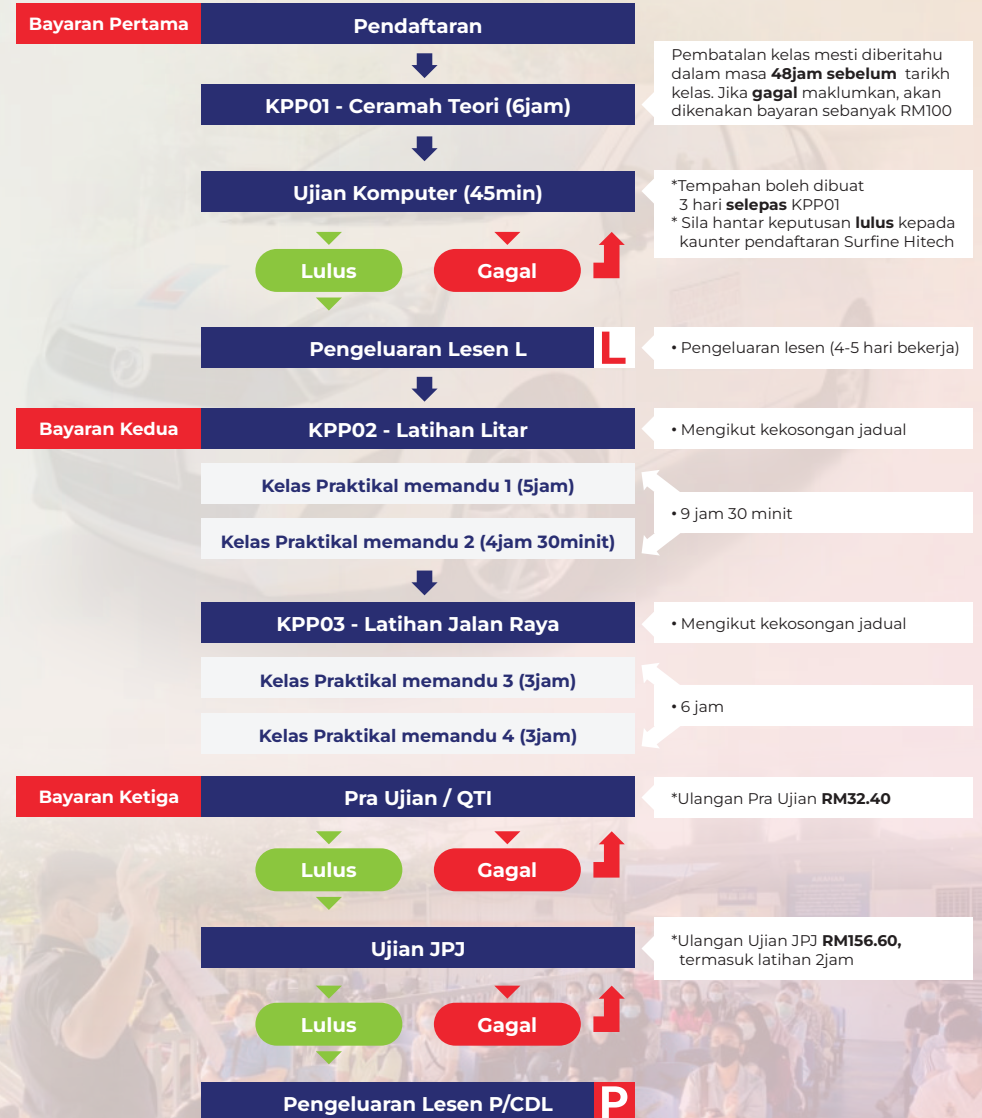 Bayaran Pertama
Pendaftaran
Pembatalan kelas mesti diberitahu
dalam masa 48jam sebelum tarikh
kelas. Jika gagal maklumkan, akan
dikenakan bayaran sebanyak RM100
KPP01 - Ceramah Teori (6jam)
Ujian Komputer (45min)
*Tempahan boleh dibuat
3 hari selepas KPP01
* Sila hantar keputusan lulus kepada
kaunter pendaftaran Surfine Hitech
Lulus
Gagal
Pengeluaran Lesen L
L
• Pengeluaran lesen (4-5 hari bekerja)
Bayaran Kedua
KPP02 - Latihan Litar
• Mengikut kekosongan jadual
Kelas Praktikal memandu 1 (5jam)
• 9 jam 30 minit
Kelas Praktikal memandu 2 (4jam 30minit)
KPP03 - Latihan Jalan Raya
• Mengikut kekosongan jadual
Kelas Praktikal memandu 3 (3jam)
• 6 jam
Kelas Praktikal memandu 4 (3jam)
Bayaran Ketiga
Pra Ujian / QTI
*Ulangan Pra Ujian RM32.40
Lulus
Gagal
Ujian JPJ
*Ulangan Ujian JPJ RM156.60,
termasuk latihan 2jam
Lulus
Gagal
Pengeluaran Lesen P/CDL
P